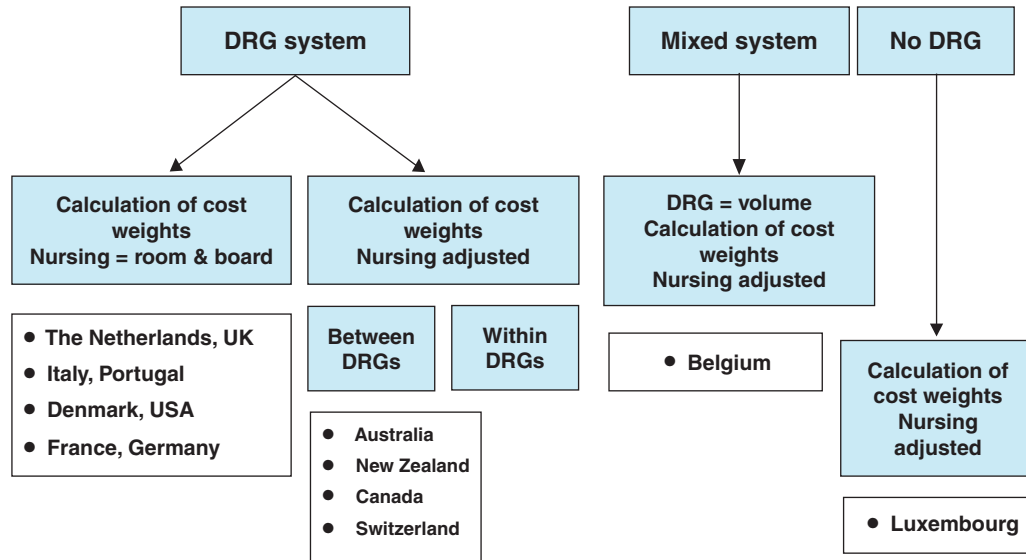 DRG system
Mixed system
No DRG
Calculation of cost
weights
Nursing = room & board
Calculation of cost
weights
Nursing adjusted
DRG = volume
Calculation of cost
weights
Nursing adjusted
• The Netherlands, UK
• Italy, Portugal
• Denmark, USA
• France, Germany
Between
DRGs
Within
DRGs
• Australia
• New Zealand
• Canada
• Switzerland
• Belgium
Calculation of
cost weights
Nursing
adjusted
• Luxembourg